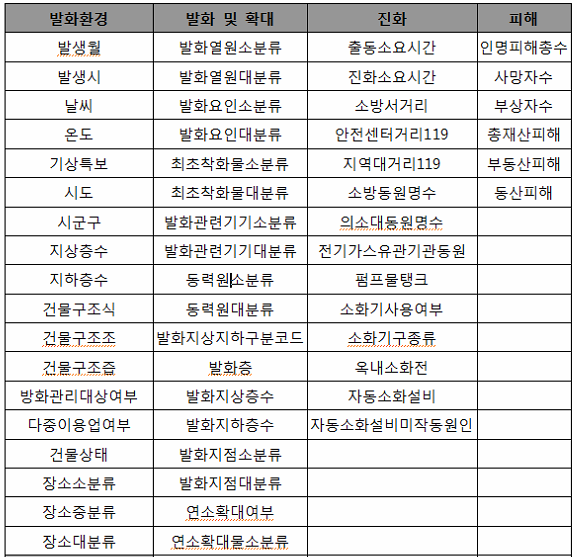 발화환경 발화 및 확대 진화 피해
발생월 발화열원소분류 출동소요시간 인명피해총수
발생시 발화열원대분류 진화소요시간 사망자수
날씨 발화요인소분류 소방서거리 부상자수
온도 발화요인대분류 안전센터거리119 총재산피해
기상특보 최초착화물소분류 지역대거리119 부동산피해
시도 최초착화물대분류 소방동원명수 동산피해
시군구 발화관련기기소분류 의소대동원명수
지상층수 발화관련기기대분류 전기가스유관기관동원
지하층수 동력원소분류 펌프물탱크
건물구조식 동력원대분류 소화기사용여부
건물구조조 발화지상지하구분코드 소화기구종류
건물구조즙 발화층 옥내소화전
방화관리대상여부 발화지상층수 자동소화설비
다중이용업여부 발화지하층수 자동소화설비미작동원인
건물상태 발화지점소분류
장소소분류 발화지점대분류
장소중분류 연소확대여부
장소대분류 연소확대물소분류